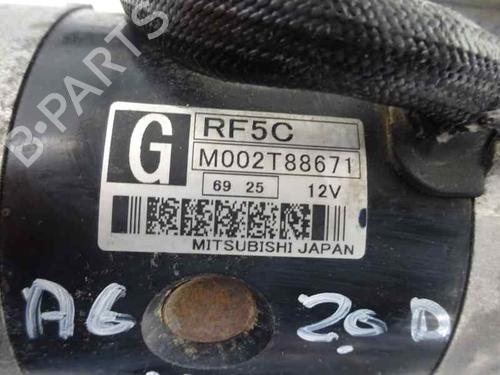 B-PARTS
G
RF5C
M002T88671
69 25
12V
MITSUBISHI JAPAN
A6 2.0 D